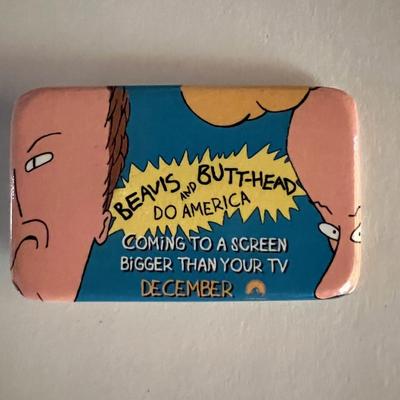 BEAVIS AND BUTT-HEAD
DO AMERICA
COMING TO A SCREEN
BIGGER THAN YOUR TV
DECEMBER